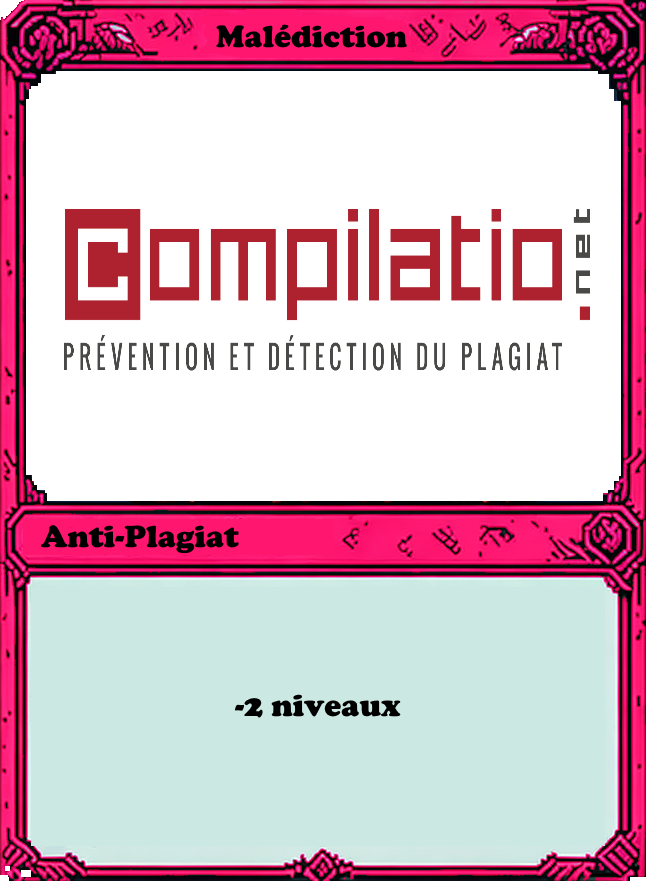 Malédiction
Compilatio.net
PRÉVENTION ET DÉTECTION DU PLAGIAT
Anti-Plagiat
-2 niveaux